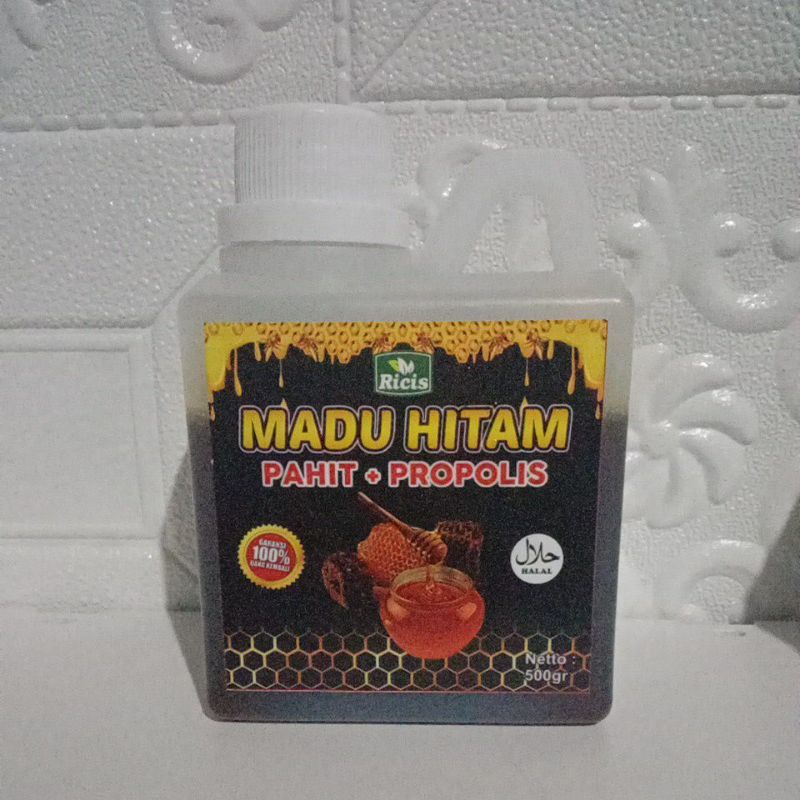 Ricis
MADU HITAM
PAHIT + PROPOLIS
GARANSI
100%
UANG KEMBALI
حلال
HALAL
Netto :
500gr